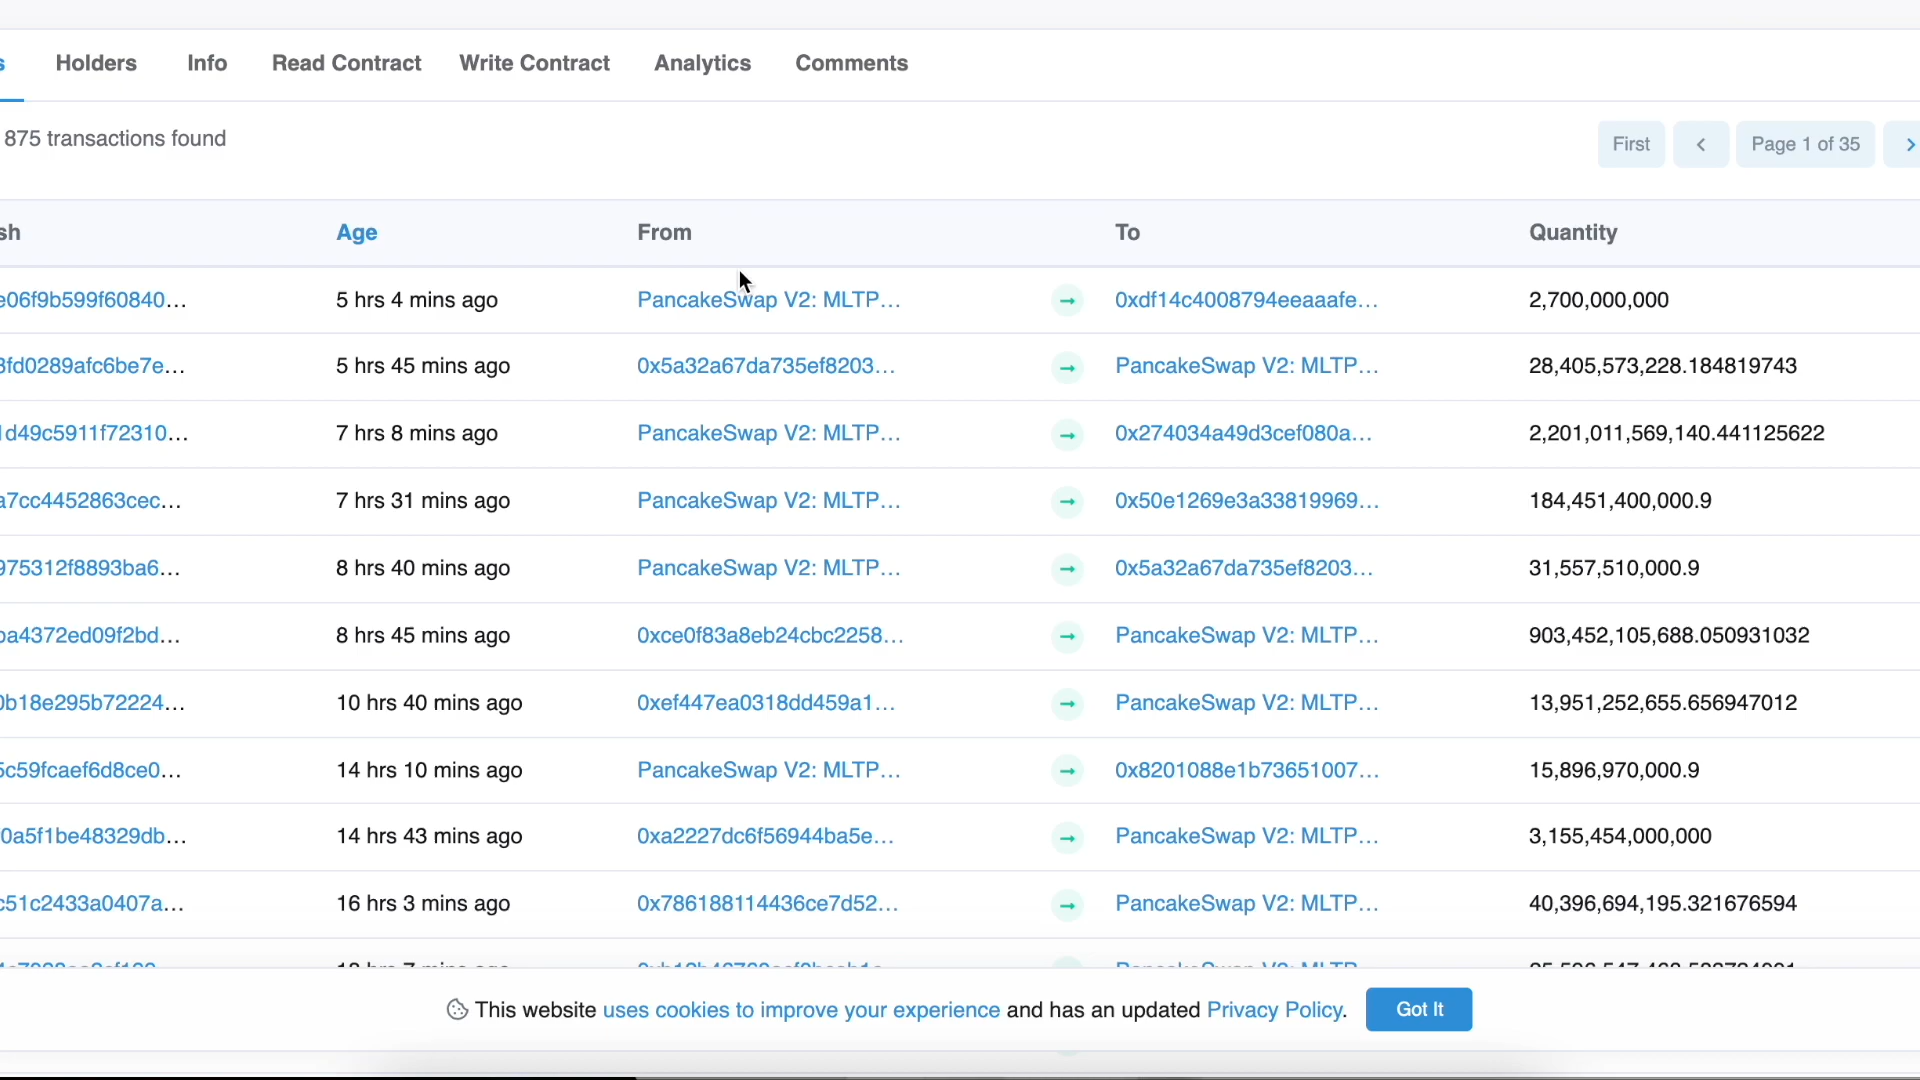 s Holders Info Read Contract Write Contract Analytics Comments
875 transactions found
First Page 1 of 35
sh Age From To Quantity
e06f9b599f60840... 5 hrs 4 mins ago PancakeSwap V2: MLTP... 0xdf14c4008794eeaaafe... 2,700,000,000
3fd0289afc6be7e... 5 hrs 45 mins ago 0x5a32a67da735ef8203... PancakeSwap V2: MLTP... 28,405,573,228.184819743
1d49c5911f72310... 7 hrs 8 mins ago PancakeSwap V2: MLTP... 0x274034a49d3cef080a... 2,201,011,569,140.441125622
a7cc4452863cec... 7 hrs 31 mins ago PancakeSwap V2: MLTP... 0x50e1269e3a33819969... 184,451,400,000.9
975312f8893ba6... 8 hrs 40 mins ago PancakeSwap V2: MLTP... 0x5a32a67da735ef8203... 31,557,510,000.9
ba4372ed09f2bd... 8 hrs 45 mins ago 0xce0f83a8eb24cbc2258... PancakeSwap V2: MLTP... 903,452,105,688.050931032
0b18e295b72224... 10 hrs 40 mins ago 0xef447ea0318dd459a1... PancakeSwap V2: MLTP... 13,951,252,655.656947012
5c59fcaef6d8ce0... 14 hrs 10 mins ago PancakeSwap V2: MLTP... 0x8201088e1b73651007... 15,896,970,000.9
0a5f1be48329db... 14 hrs 43 mins ago 0xa2227dc6f56944ba5e... PancakeSwap V2: MLTP... 3,155,454,000,000
c51c2433a0407a... 16 hrs 3 mins ago 0x786188114436ce7d52... PancakeSwap V2: MLTP... 40,396,694,195.321676594
This website uses cookies to improve your experience and has an updated Privacy Policy. Got It